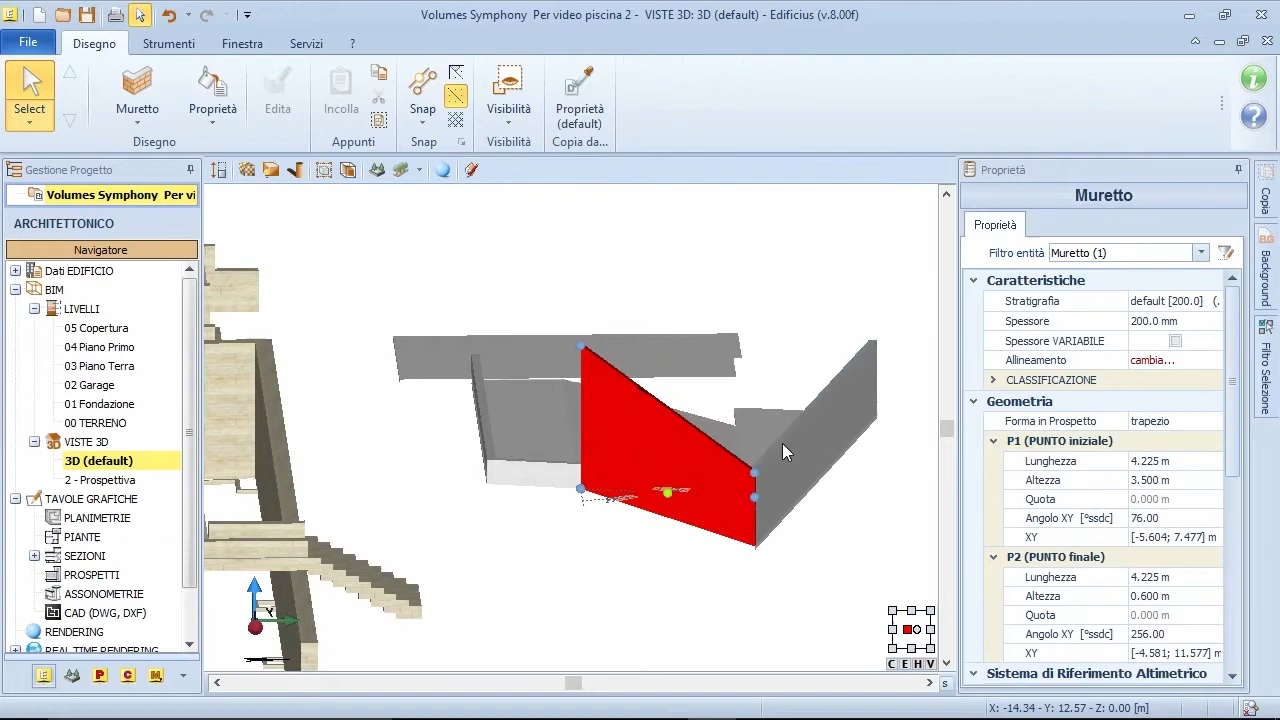 Volumes Symphony  Per video piscina 2 -  VISTE 3D: 3D (default) - Edificius (v.8.00f)
File
Disegno
Strumenti
Finestra
Servizi
?
Select
Muretto
Proprietà
Edita
Incolla
Snap
Visibilità
Proprietà
(default)
Disegno
Appunti
Snap
Visibilità
Copia da...
Gestione Progetto
Volumes Symphony  Per vi
ARCHITETTONICO
Navigatore
Dati EDIFICIO
BIM
LIVELLI
05 Copertura
04 Piano Primo
03 Piano Terra
02 Garage
01 Fondazione
00 TERRENO
VISTE 3D
3D (default)
2 - Prospettiva
TAVOLE GRAFICHE
PLANIMETRIE
PIANTE
SEZIONI
PROSPETTI
ASSONOMETRIE
CAD (DWG, DXF)
RENDERING
REAL TIME RENDERING
C E H V
s
Proprietà
Muretto
Proprietà
Filtro entità Muretto (1)
Caratteristiche
Stratigrafia default [200.0] (.
Spessore 200.0 mm
Spessore VARIABILE
Allineamento cambia...
CLASSIFICAZIONE
Geometria
Forma in Prospetto trapezio
P1 (PUNTO iniziale)
Lunghezza 4.225 m
Altezza 3.500 m
Quota 0.000 m
Angolo XY [°ssdc] 76.00
XY [-5.604; 7.477] m
P2 (PUNTO finale)
Lunghezza 4.225 m
Altezza 0.600 m
Quota 0.000 m
Angolo XY [°ssdc] 256.00
XY [-4.581; 11.577] m
Sistema di Riferimento Altimetrico
Copia
Background
Filtro Selezione
X: -14.34 - Y: 12.57 - Z: 0.00 [m]